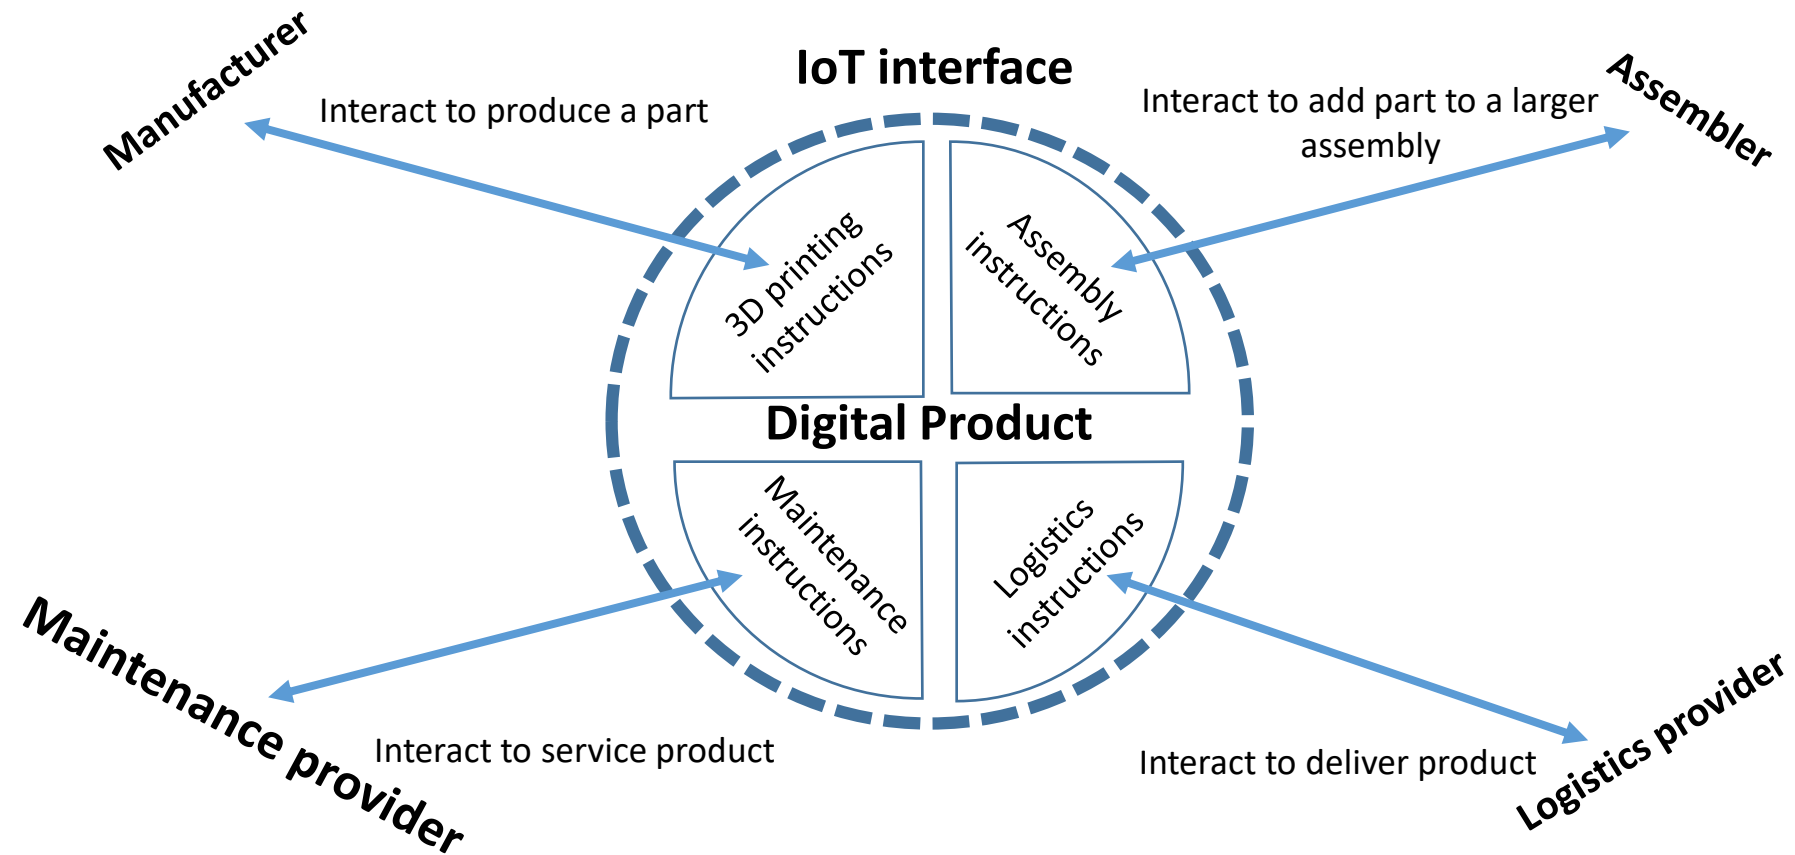 Manufacturer
Interact to produce a part
IoT interface
Interact to add part to a larger
assembly
Assembler
3D printing
instructions
Assembly
instructions
Digital Product
Maintenance
instructions
Logistics
instructions
Maintenance provider
Interact to service product
Interact to deliver product
Logistics provider